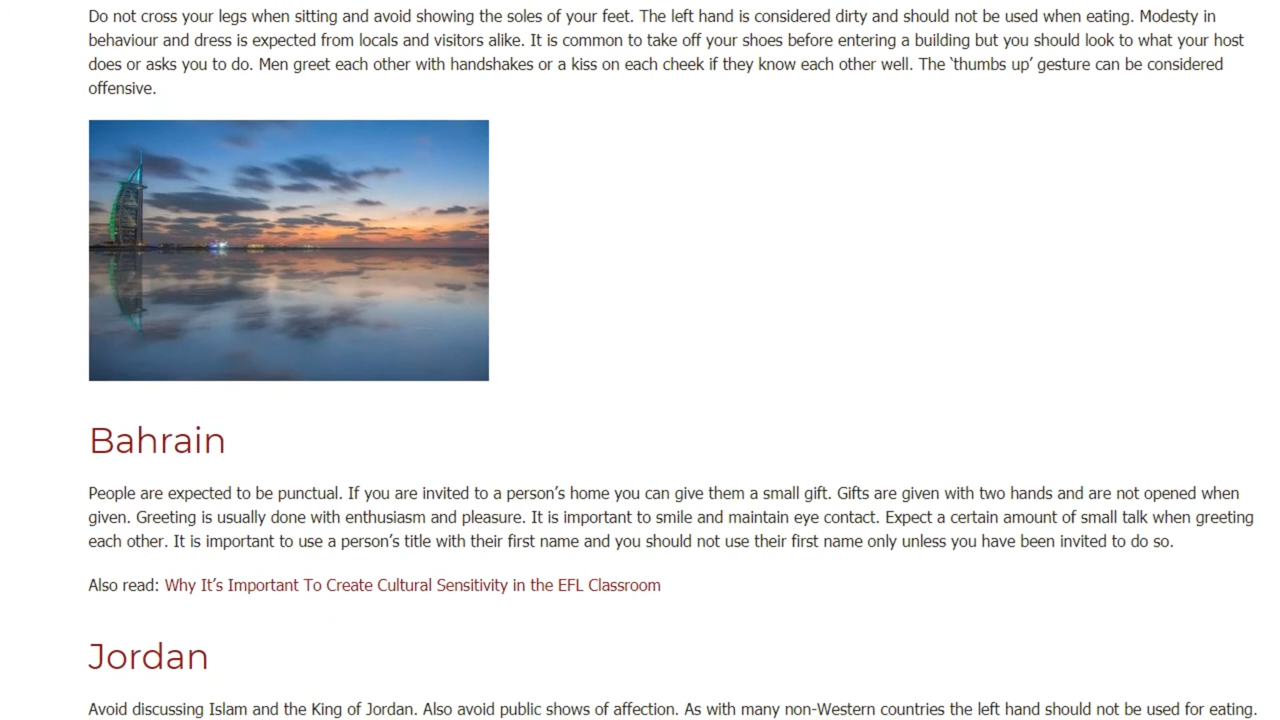 Do not cross your legs when sitting and avoid showing the soles of your feet. The left hand is considered dirty and should not be used when eating. Modesty in
behaviour and dress is expected from locals and visitors alike. It is common to take off your shoes before entering a building but you should look to what your host
does or asks you to do. Men greet each other with handshakes or a kiss on each cheek if they know each other well. The ‘thumbs up’ gesture can be considered
offensive.
Bahrain
People are expected to be punctual. If you are invited to a person’s home you can give them a small gift. Gifts are given with two hands and are not opened when
given. Greeting is usually done with enthusiasm and pleasure. It is important to smile and maintain eye contact. Expect a certain amount of small talk when greeting
each other. It is important to use a person’s title with their first name and you should not use their first name only unless you have been invited to do so.
Also read: Why It’s Important To Create Cultural Sensitivity in the EFL Classroom
Jordan
Avoid discussing Islam and the King of Jordan. Also avoid public shows of affection. As with many non-Western countries the left hand should not be used for eating.